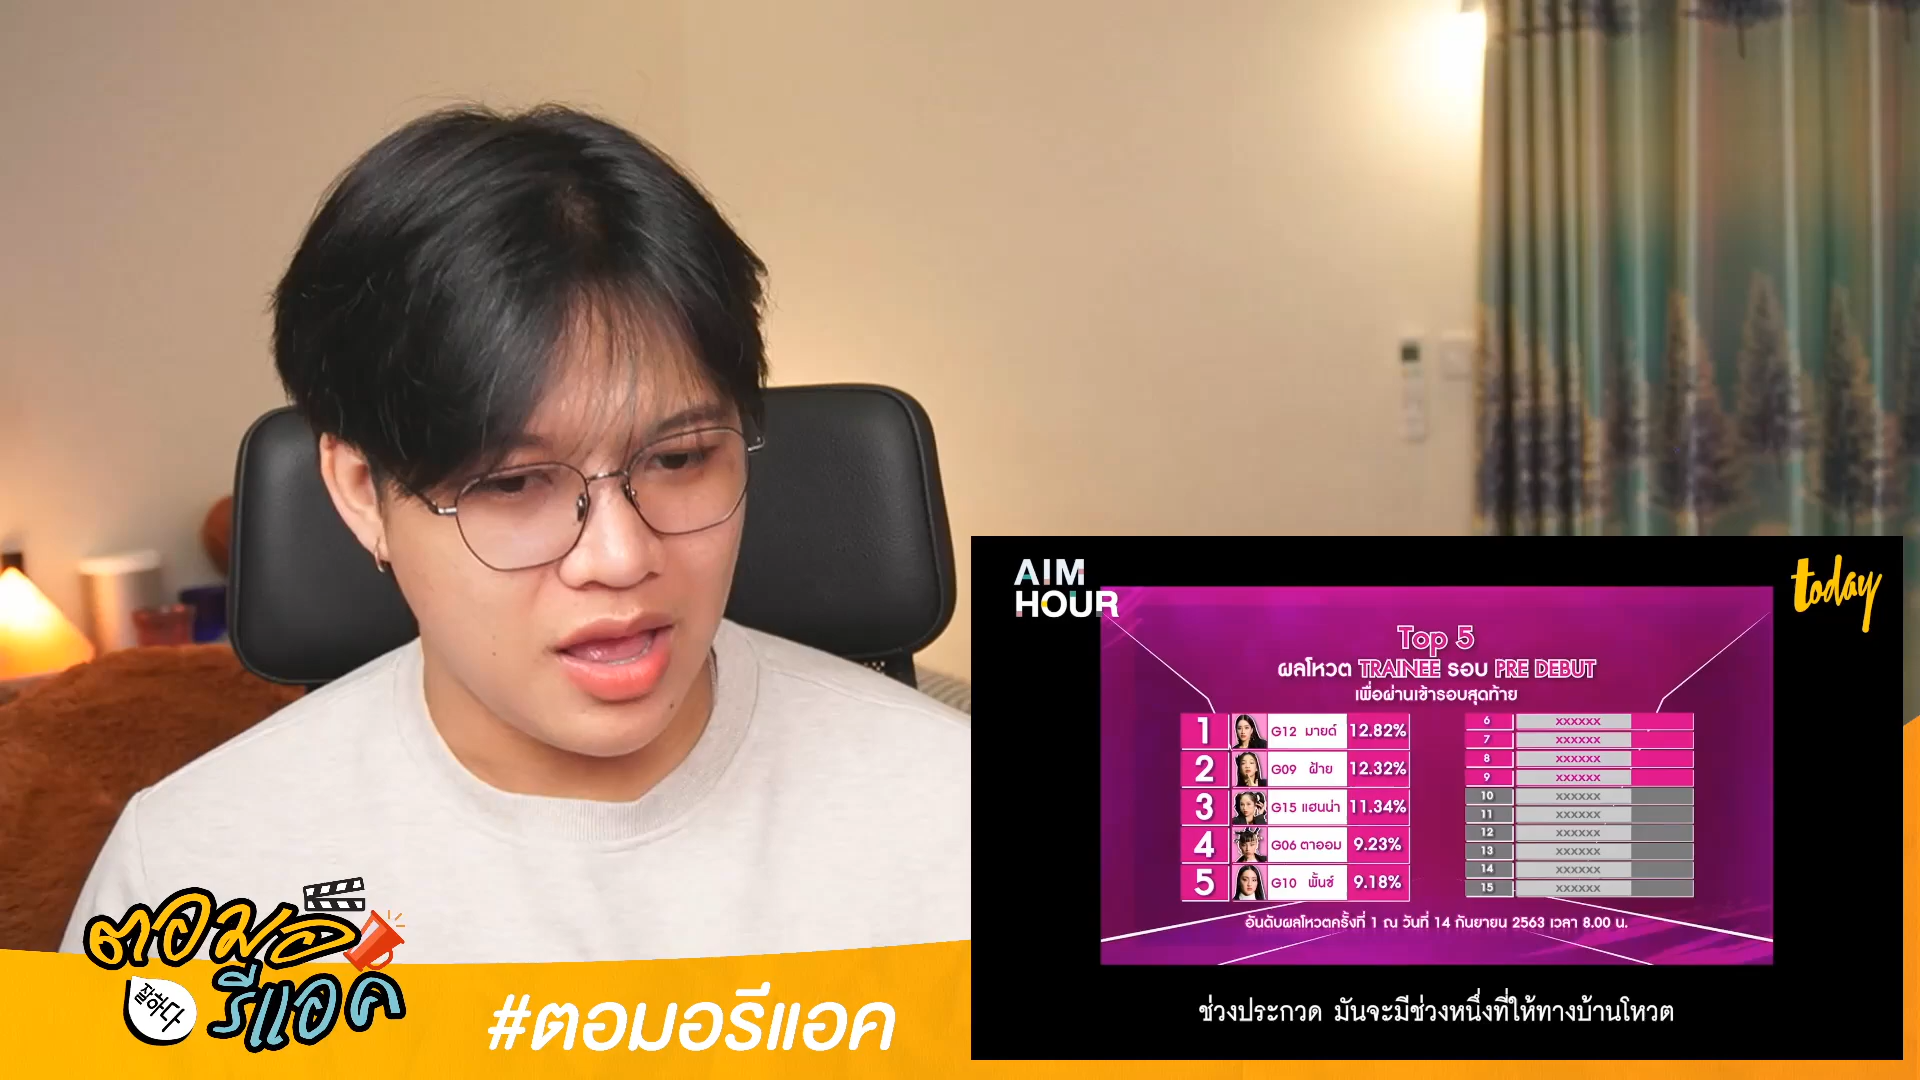 AIM
HOUR
today
Top 5
ผลโหวต TRAINEE รอบ PRE DEBUT
เพื่อผ่านเข้ารอบสุดท้าย
1 G12 มายด์ 12.82%
2 G09 ฝ้าย 12.32%
3 G15 แฮนน่า 11.34%
4 G06 ตาออม 9.23%
5 G10 พั้นช์ 9.18%
6 xxxxxx
7 xxxxxx
8 xxxxxx
9 xxxxxx
10 xxxxxx
11 xxxxxx
12 xxxxxx
13 xxxxxx
14 xxxxxx
15 xxxxxx
อันดับผลโหวตครั้งที่ 1 ณ วันที่ 14 กันยายน 2563 เวลา 8.00 น.
ช่วงประกวด มันจะมีช่วงหนึ่งที่ให้ทางบ้านโหวต
ตอมอ
잘하다
รีแอค
#ตอมอรีแอค